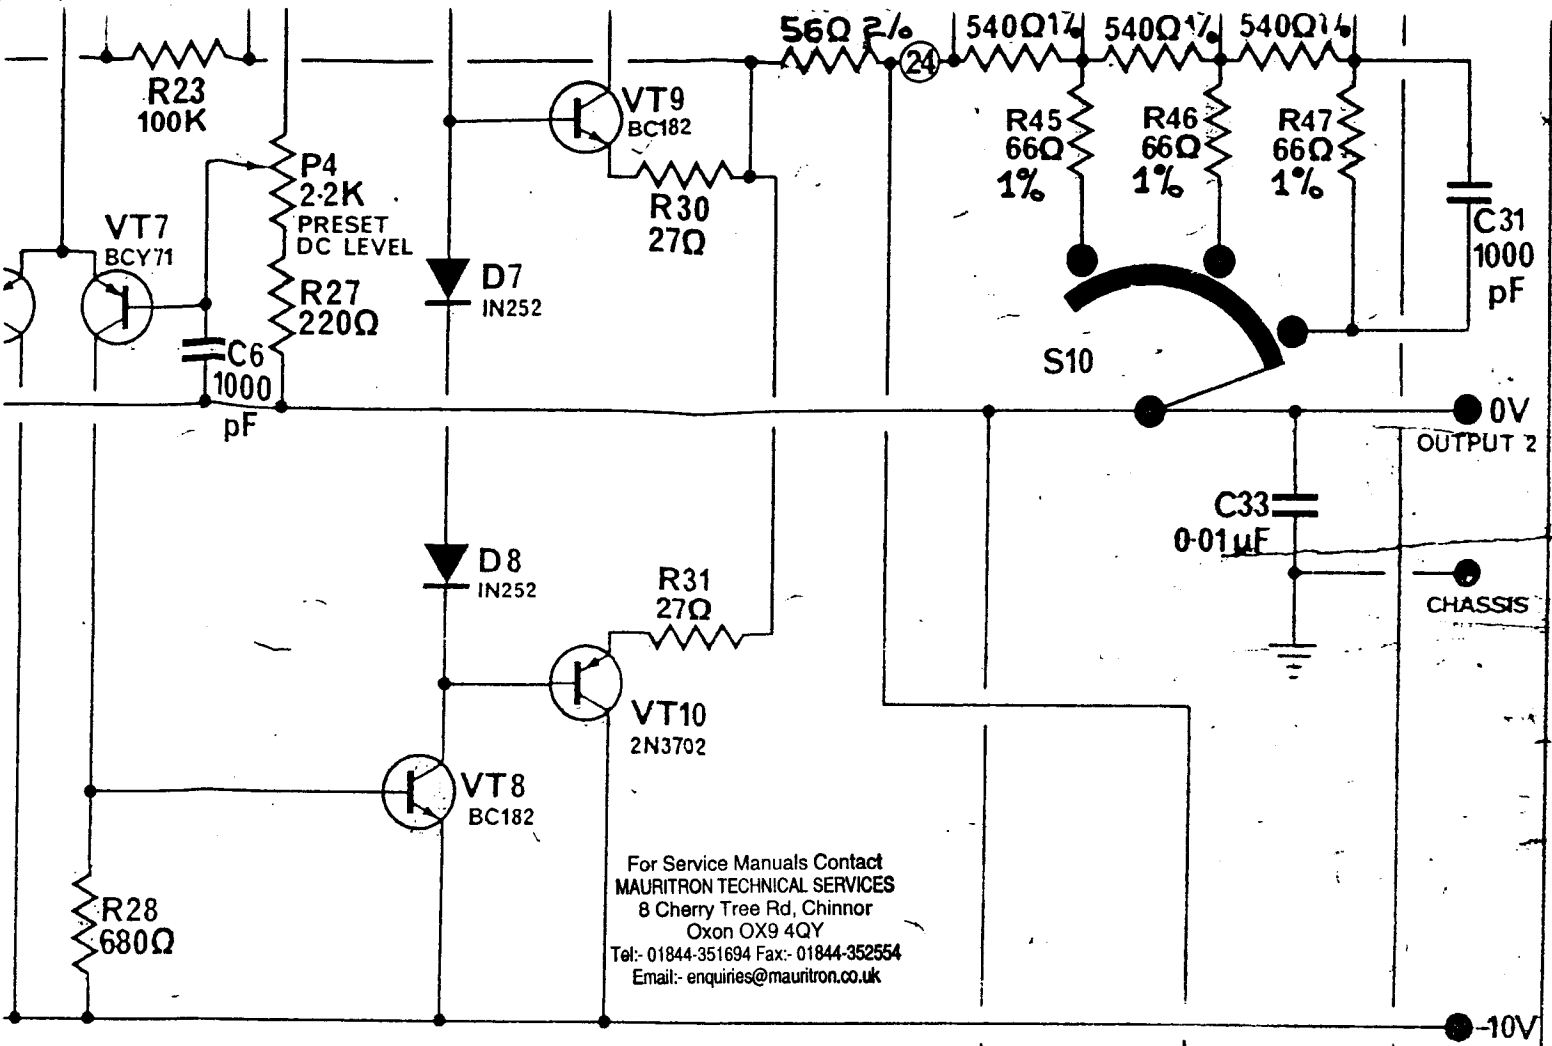 56Ω 2%
540Ω 1%
540Ω 1%
540Ω 1%
24
R23
100K
VT9
BC182
R45
66Ω
1%
R46
66Ω
1%
R47
66Ω
1%
P4
2·2K
PRESET
DC LEVEL
R30
27Ω
VT7
BCY71
C31
1000
pF
D7
IN252
R27
220Ω
C6
1000
pF
S10
0V
OUTPUT 2
C33
0·01µF
D8
IN252
R31
27Ω
CHASSIS
VT10
2N3702
VT8
BC182
For Service Manuals Contact
MAURITRON TECHNICAL SERVICES
8 Cherry Tree Rd, Chinnor
Oxon OX9 4QY
Tel:- 01844-351694 Fax:- 01844-352554
Email:- enquiries@mauritron.co.uk
R28
680Ω
-10V